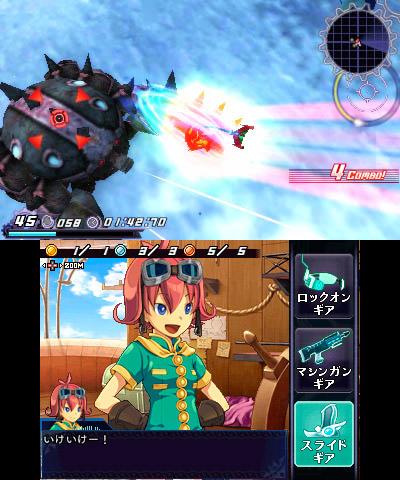 4 COMBO!
45 058 01:42:70
1/ 1 3/ 3 5/ 5
ZOOM
ロックオン
ギア
マシンガン
ギア
スライド
ギア
いけいけー！